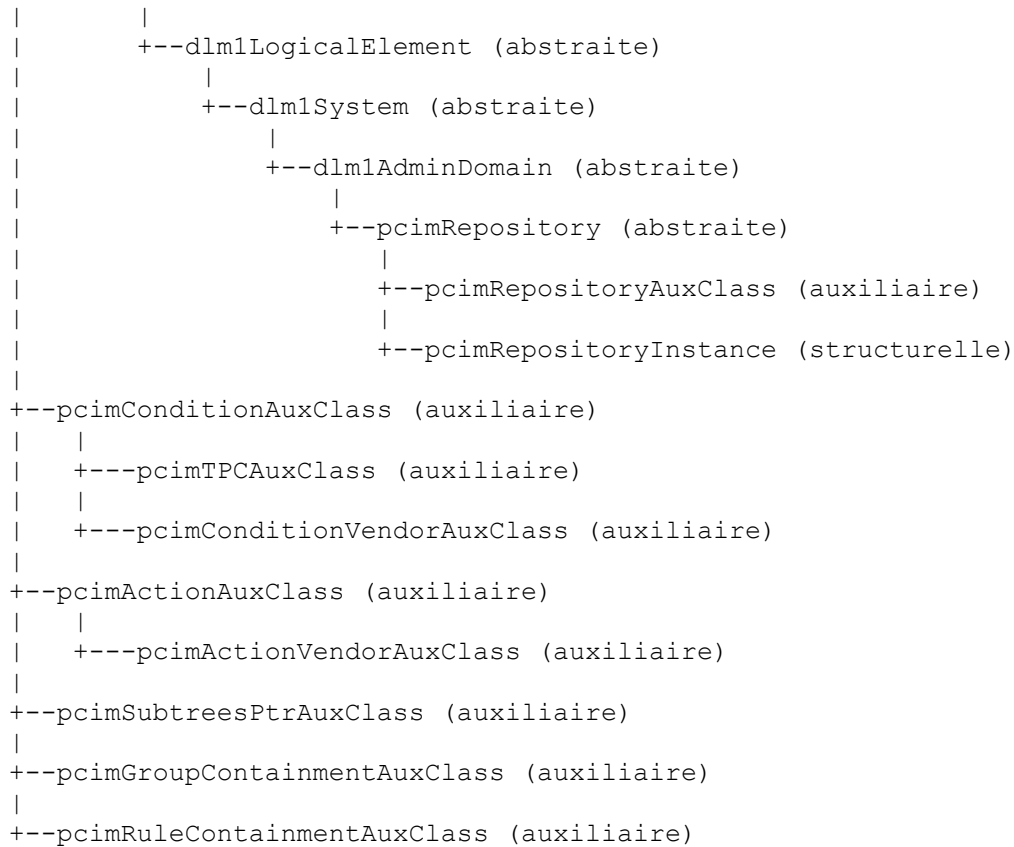 |        |
|        +--dlm1LogicalElement (abstraite)
|            |
|            +--dlm1System (abstraite)
|                |
|                +--dlm1AdminDomain (abstraite)
|                    |
|                    +--pcimRepository (abstraite)
|                       |
|                       +--pcimRepositoryAuxClass (auxiliaire)
|                       |
|                       +--pcimRepositoryInstance (structurelle)
|
+--pcimConditionAuxClass (auxiliaire)
|    |
|    +---pcimTPCAuxClass (auxiliaire)
|    |
|    +---pcimConditionVendorAuxClass (auxiliaire)
|
+--pcimActionAuxClass (auxiliaire)
|    |
|    +---pcimActionVendorAuxClass (auxiliaire)
|
+--pcimSubtreesPtrAuxClass (auxiliaire)
|
+--pcimGroupContainmentAuxClass (auxiliaire)
|
+--pcimRuleContainmentAuxClass (auxiliaire)